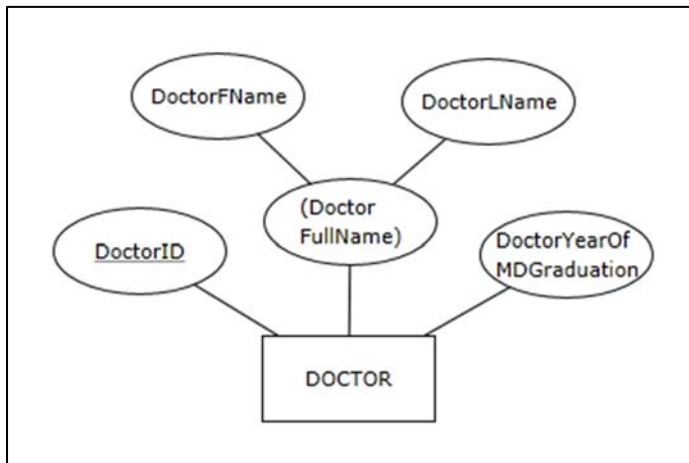 DoctorFName
DoctorLName
(Doctor
FullName)
DoctorID
DoctorYearOf
MDGraduation
DOCTOR